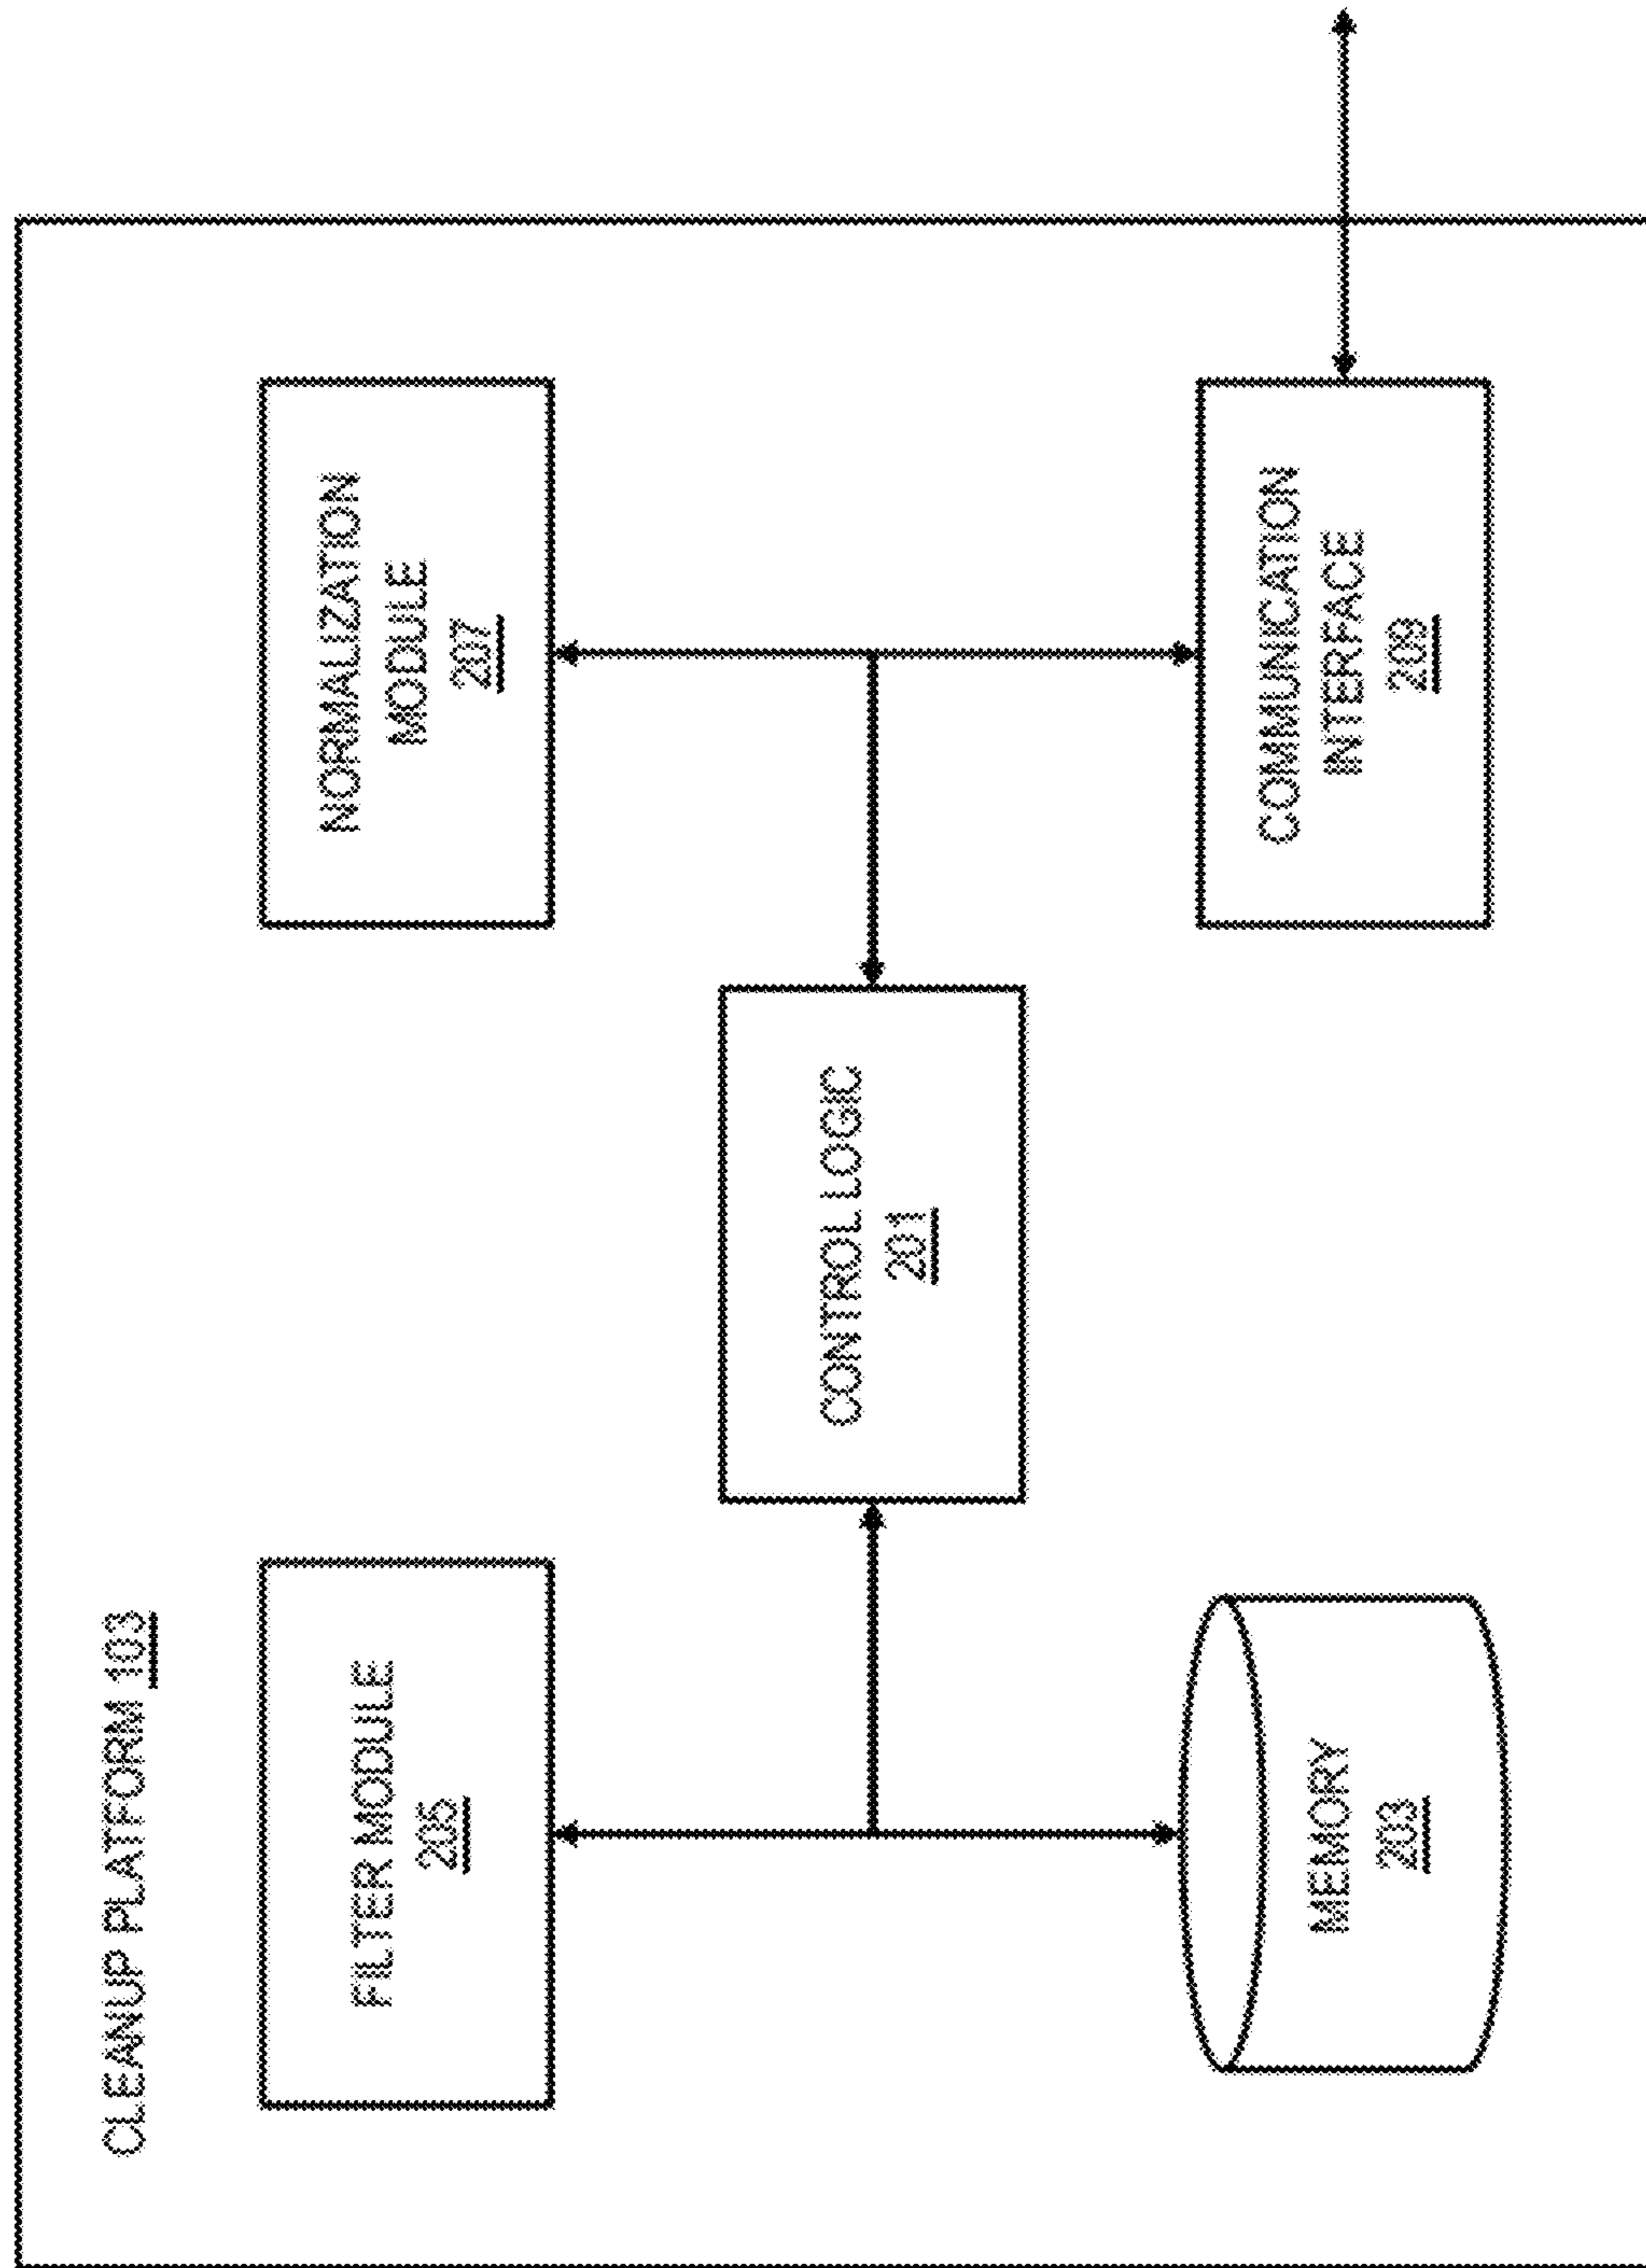 CLEANUP PLATFORM 103
FILTER MODULE
205
NORMALIZATION
MODULE
207
CONTROL LOGIC
201
MEMORY
203
COMMUNICATION
INTERFACE
209